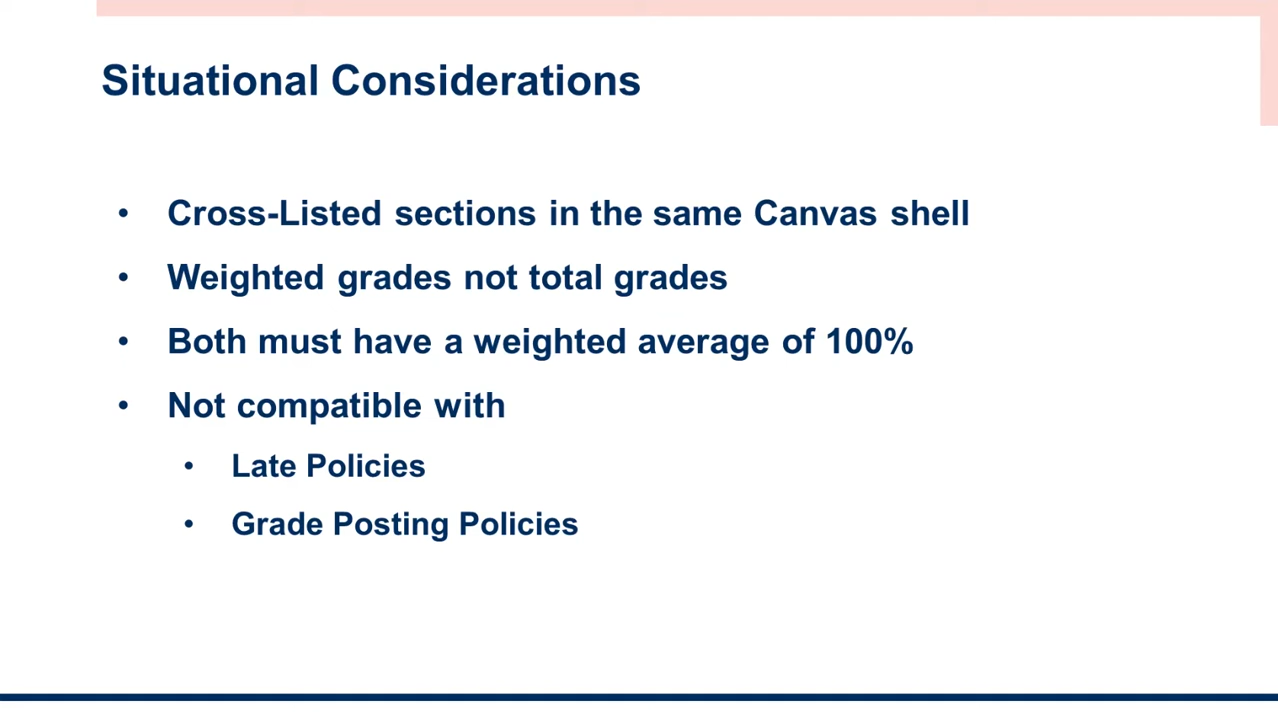 Situational Considerations
• Cross-Listed sections in the same Canvas shell
• Weighted grades not total grades
• Both must have a weighted average of 100%
• Not compatible with
• Late Policies
• Grade Posting Policies